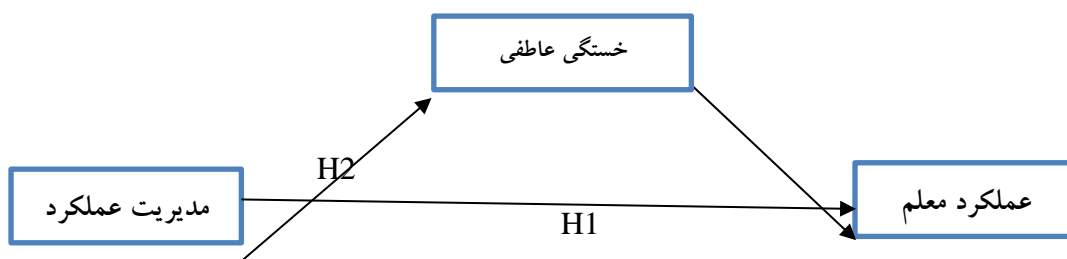 خستگی عاطفی
H2
مدیریت عملکرد
عملکرد معلم
H1